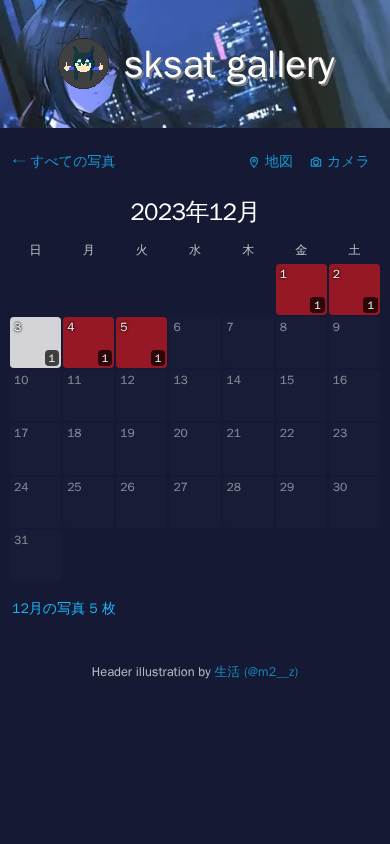 sksat gallery
← すべての写真 地図 カメラ
2023年12月
日 月 火 水 木 金 土
1 2
1 1
3 4 5 6 7 8 9
1 1 1
10 11 12 13 14 15 16
17 18 19 20 21 22 23
24 25 26 27 28 29 30
31
12月の写真 5 枚
Header illustration by 生活 (@m2__z)